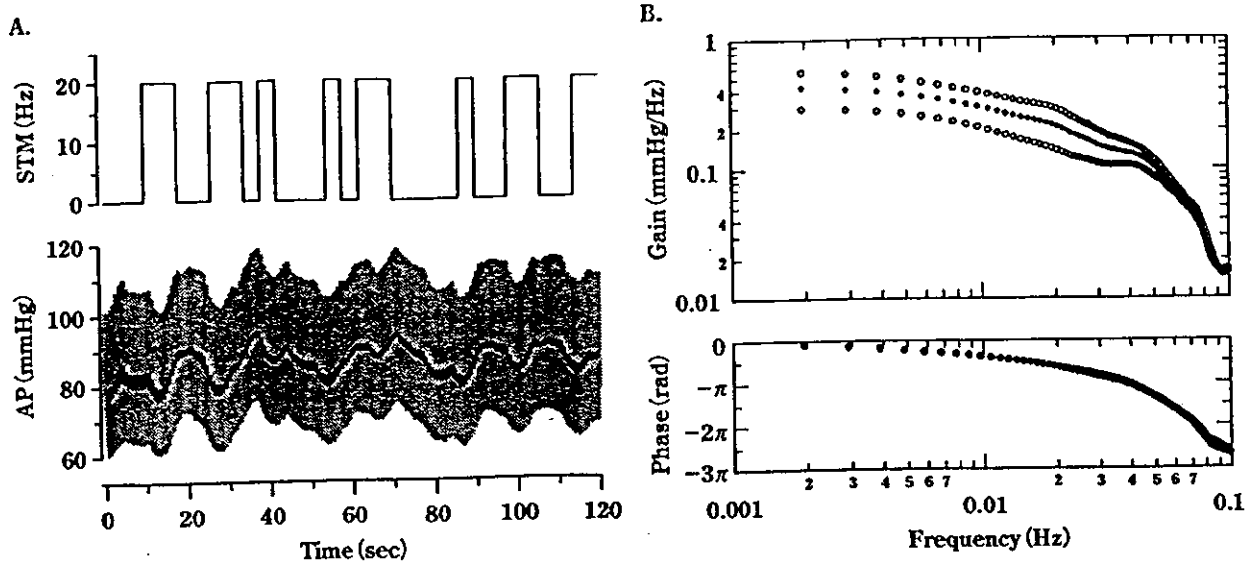 A.
STM (Hz)
20
10
0
AP (mmHg)
120
100
80
60
0 20 40 60 80 100 120
Time (sec)
B.
Gain (mmHg/Hz)
1
4
2
0.1
4
2
0.01
Phase (rad)
0
-π
-2π
-3π
2 3 4 5 6 7 2 3 4 5 6 7
0.001 0.01 0.1
Frequency (Hz)